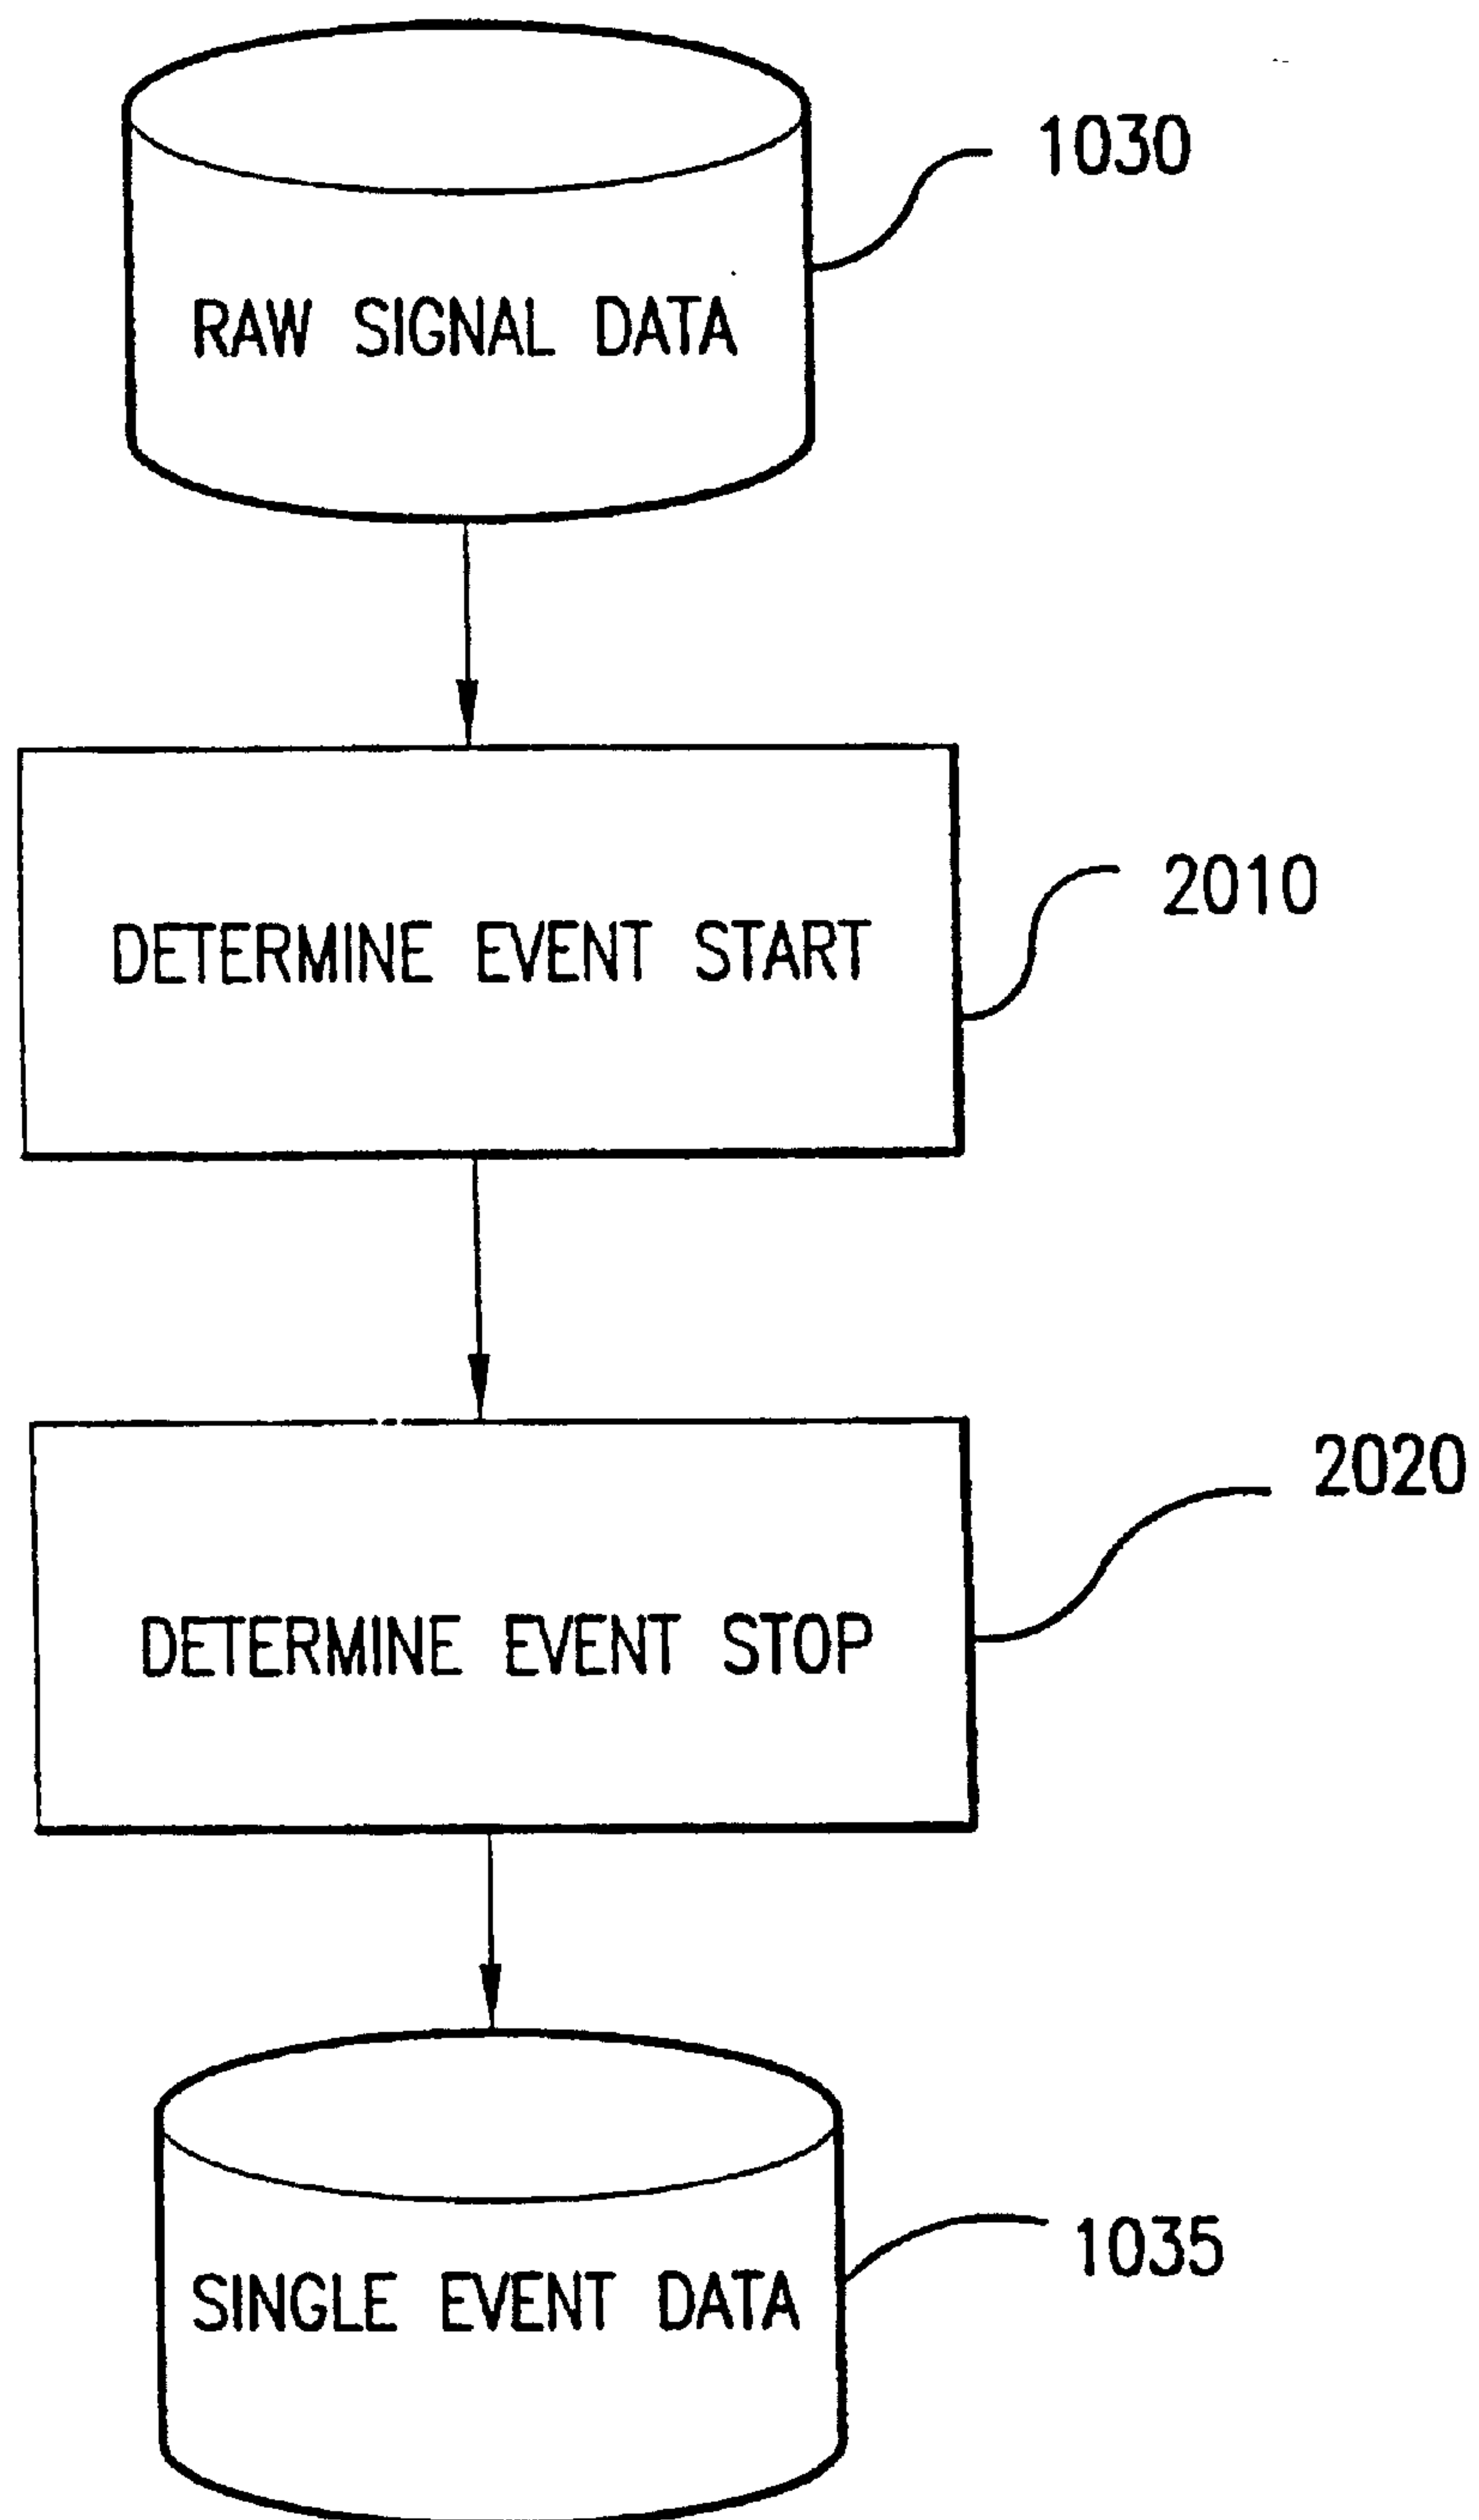 1030
RAW SIGNAL DATA
2010
DETERMINE EVENT START
2020
DETERMINE EVENT STOP
1035
SINGLE EVENT DATA